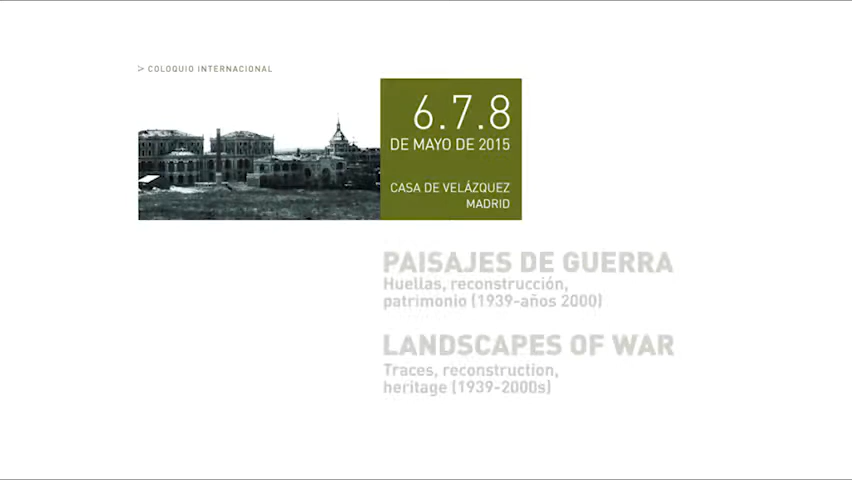 > COLOQUIO INTERNACIONAL
6.7.8
DE MAYO DE 2015
CASA DE VELÁZQUEZ
MADRID
PAISAJES DE GUERRA
Huellas, reconstrucción,
patrimonio (1939-años 2000)
LANDSCAPES OF WAR
Traces, reconstruction,
heritage (1939-2000s)